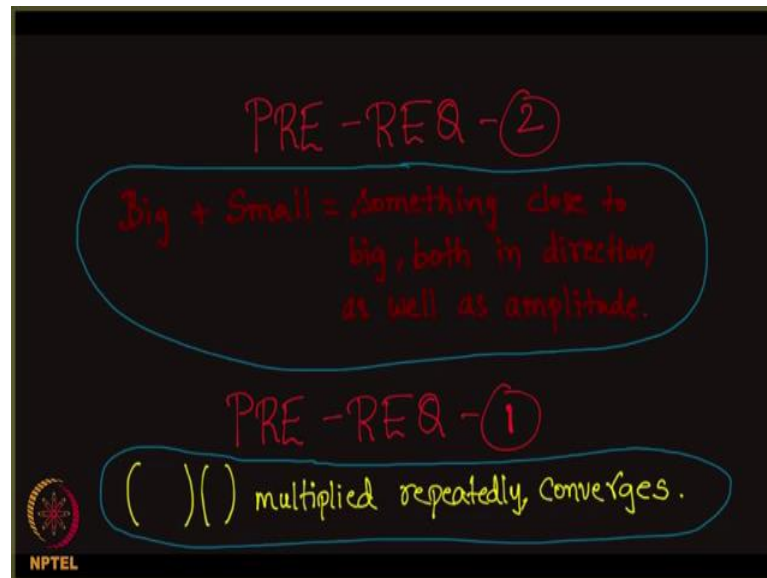 PRE-REQ-2
Big + Small = something close to
big, both in direction
as well as amplitude.
PRE-REQ-1
( )( ) multiplied repeatedly, converges.
NPTEL